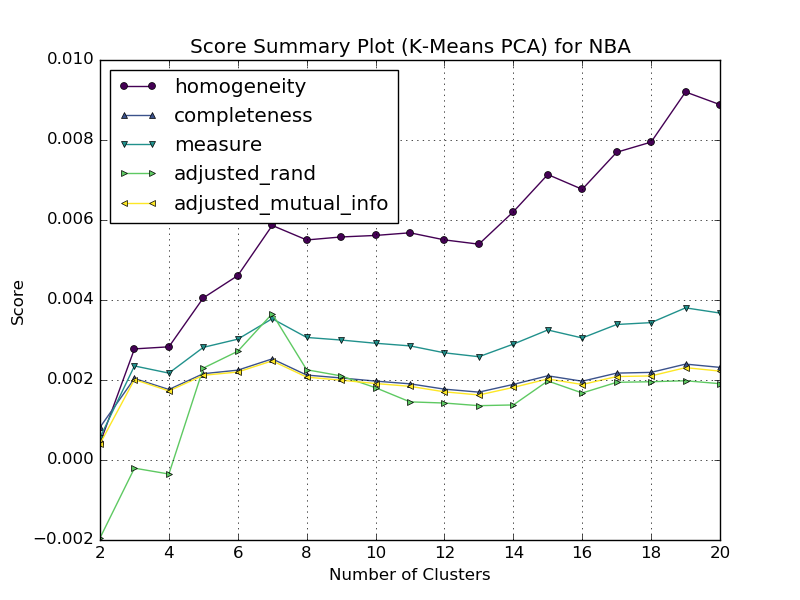 Score Summary Plot (K-Means PCA) for NBA
0.010
0.008
0.006
0.004
0.002
0.000
−0.002
Score
homogeneity
completeness
measure
adjusted_rand
adjusted_mutual_info
2 4 6 8 10 12 14 16 18 20
Number of Clusters